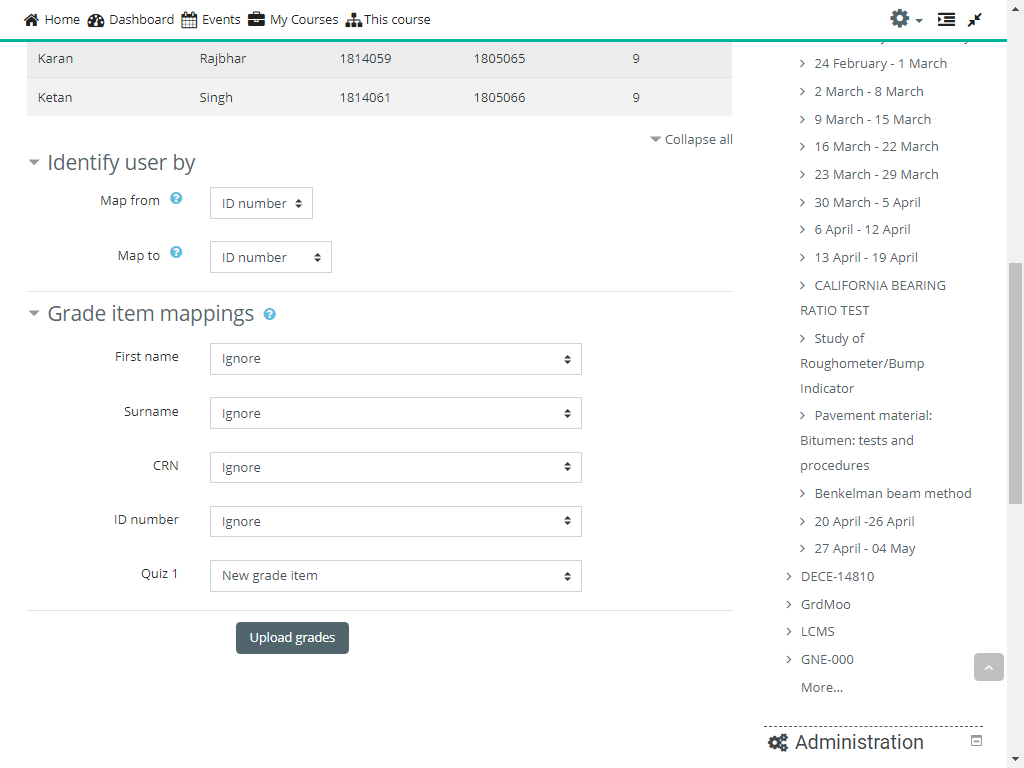 Home Dashboard Events My Courses This course
Karan Rajbhar 1814059 1805065 9
Ketan Singh 1814061 1805066 9
Collapse all
Identify user by
Map from ID number
Map to ID number
Grade item mappings
First name Ignore
Surname Ignore
CRN Ignore
ID number Ignore
Quiz 1 New grade item
Upload grades
24 February - 1 March
2 March - 8 March
9 March - 15 March
16 March - 22 March
23 March - 29 March
30 March - 5 April
6 April - 12 April
13 April - 19 April
CALIFORNIA BEARING
RATIO TEST
Study of
Roughometer/Bump
Indicator
Pavement material:
Bitumen: tests and
procedures
Benkelman beam method
20 April -26 April
27 April - 04 May
DECE-14810
GrdMoo
LCMS
GNE-000
More...
Administration